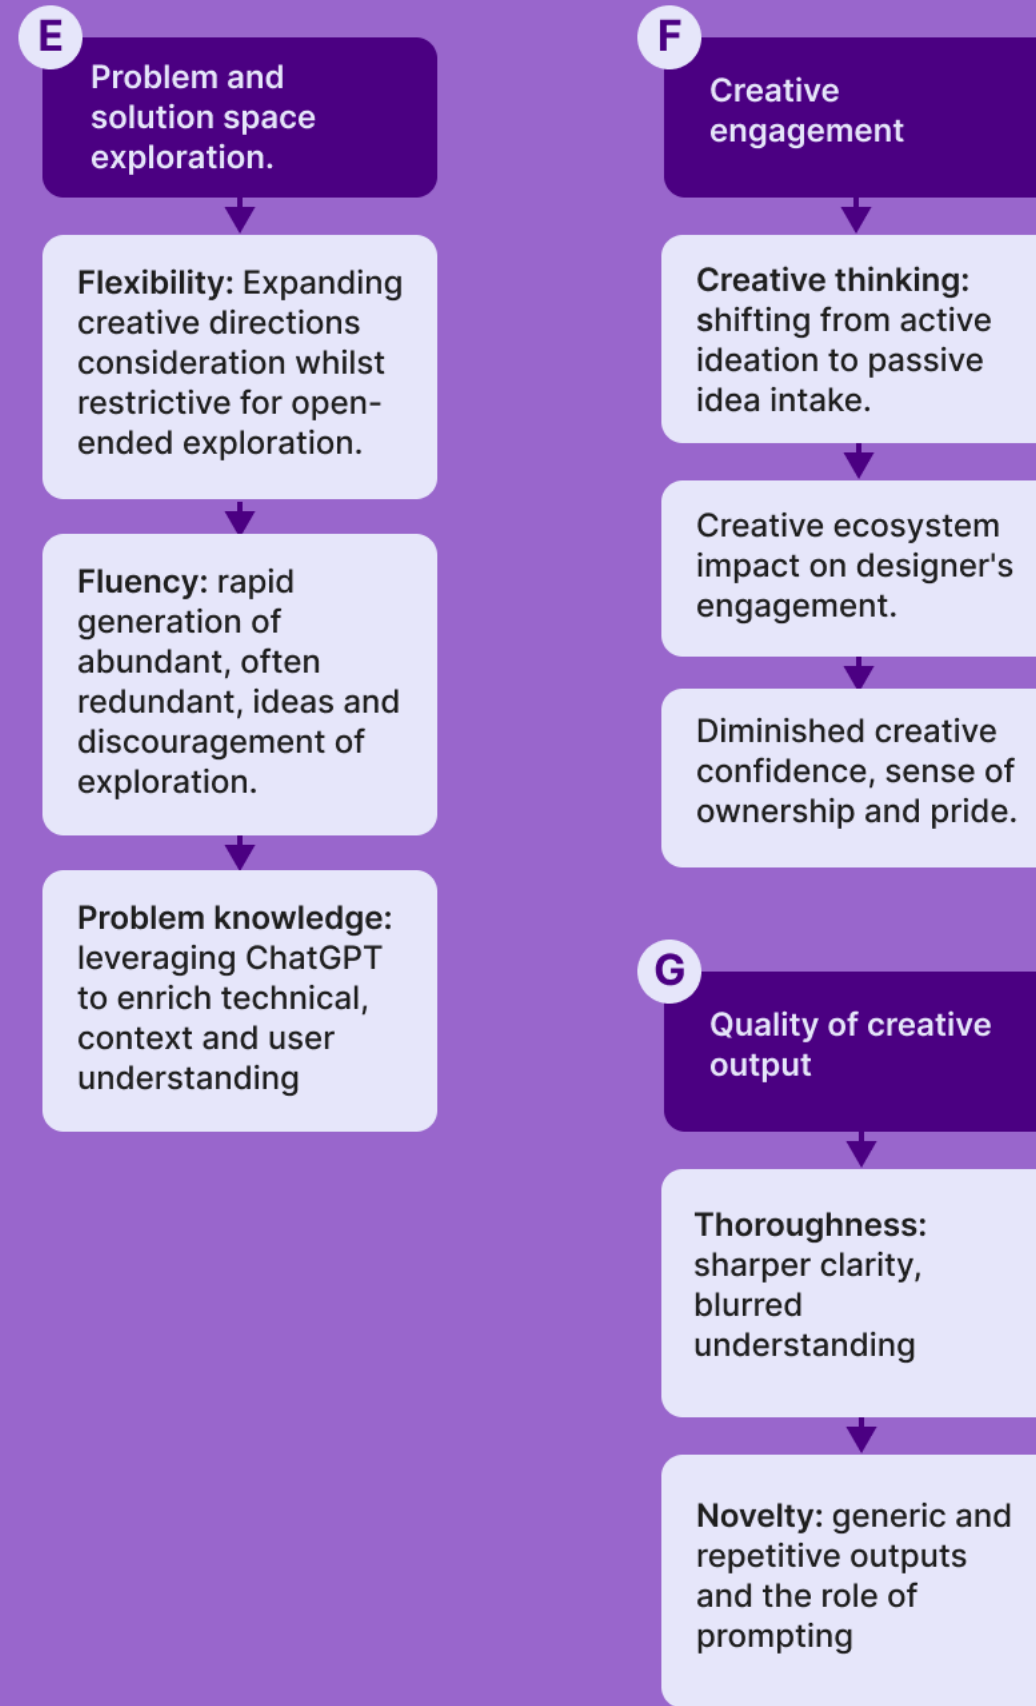 E
Problem and
solution space
exploration.
Flexibility: Expanding
creative directions
consideration whilst
restrictive for open-
ended exploration.
Fluency: rapid
generation of
abundant, often
redundant, ideas and
discouragement of
exploration.
Problem knowledge:
leveraging ChatGPT
to enrich technical,
context and user
understanding
F
Creative
engagement
Creative thinking:
shifting from active
ideation to passive
idea intake.
Creative ecosystem
impact on designer's
engagement.
Diminished creative
confidence, sense of
ownership and pride.
G
Quality of creative
output
Thoroughness:
sharper clarity,
blurred
understanding
Novelty: generic and
repetitive outputs
and the role of
prompting